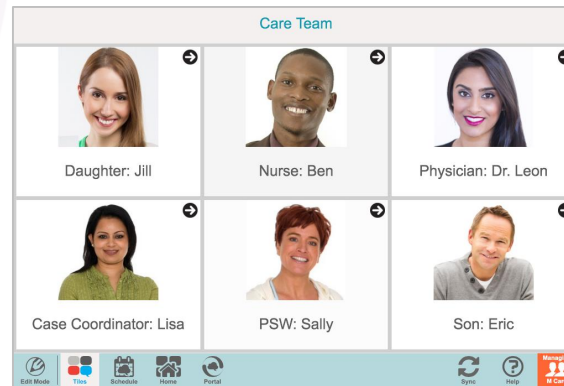 Care Team
Daughter: Jill
Nurse: Ben
Physician: Dr. Leon
Case Coordinator: Lisa
PSW: Sally
Son: Eric
Edit Mode
Tiles
Schedule
Home
Portal
Sync
Help